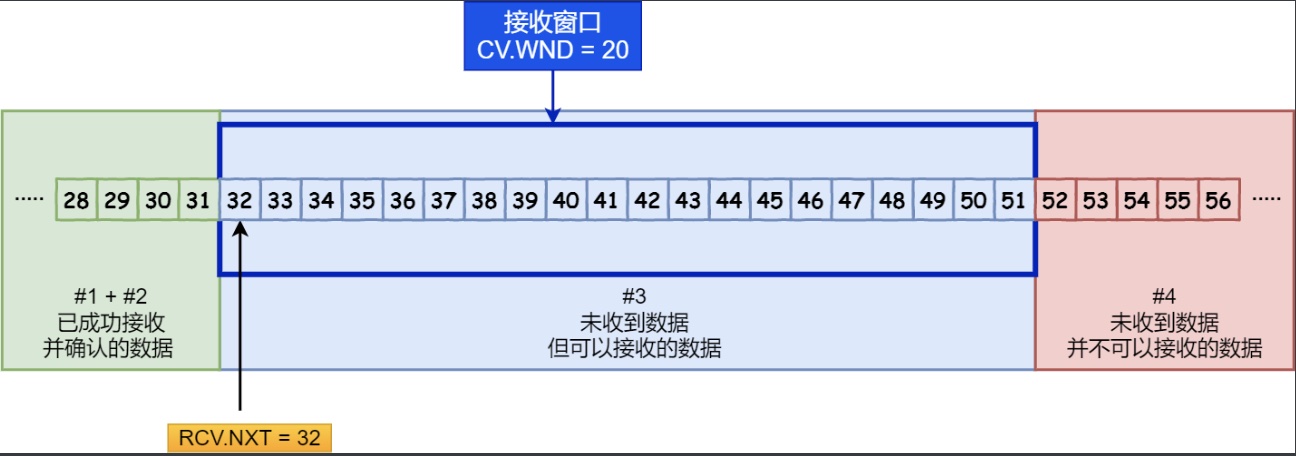 接收窗口
CV.WND = 20
..... 28 29 30 31 32 33 34 35 36 37 38 39 40 41 42 43 44 45 46 47 48 49 50 51 52 53 54 55 56 .....
#1 + #2
已成功接收
并确认的数据
#3
未收到数据
但可以接收的数据
#4
未收到数据
并不可以接收的数据
RCV.NXT = 32